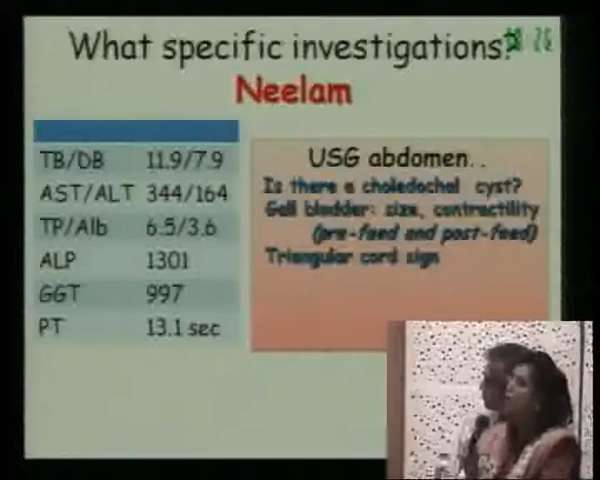 What specific investigations?
Neelam
TB/DB 11.9/7.9
AST/ALT 344/164
TP/Alb 6.5/3.6
ALP 1301
GGT 997
PT 13.1 sec
USG abdomen..
Is there a choledochal cyst?
Gall bladder: size, contractility
(pre-feed and post-feed)
Triangular cord sign